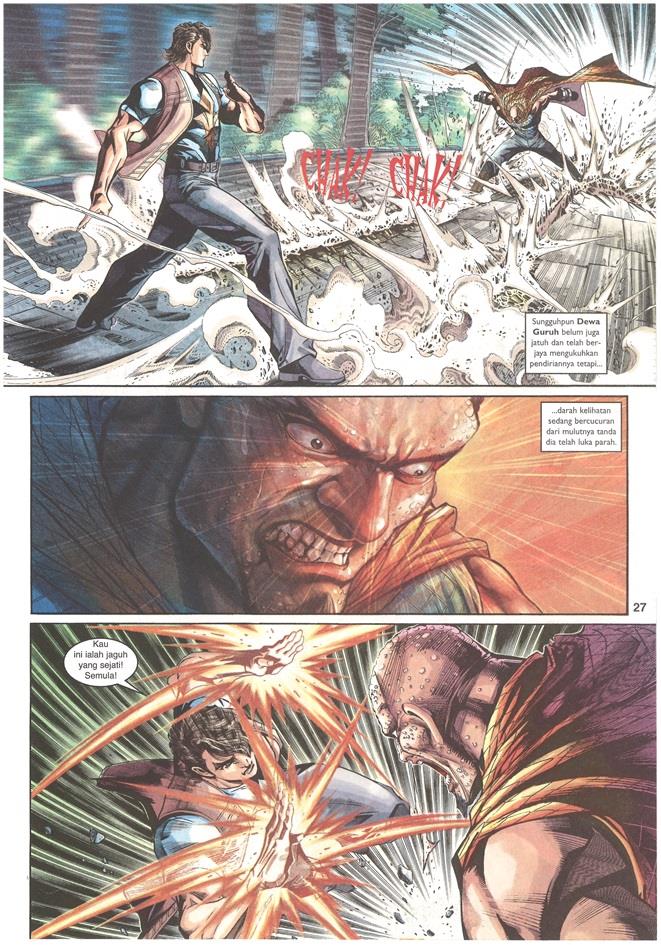 CHAK! CHAK!
Sungguhpun Dewa
Guruh belum juga
jatuh dan telah ber-
jaya mengukuhkan
pendiriannya tetapi...
...darah kelihatan
sedang bercucuran
dari mulutnya tanda
dia telah luka parah.
27
Kau
ini ialah jaguh
yang sejati!
Semula!